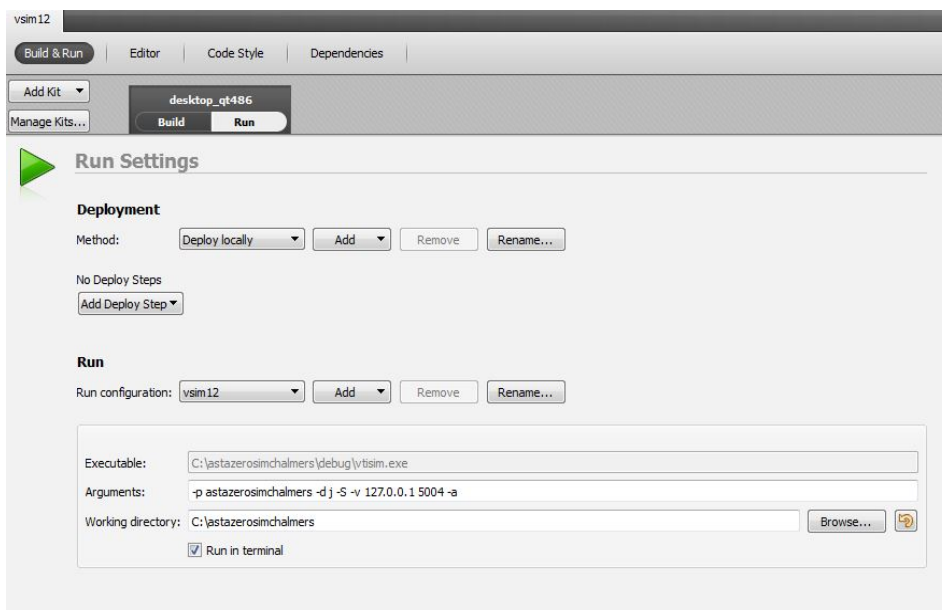 vsim12
Build & Run Editor Code Style Dependencies
Add Kit
desktop_qt486
Manage Kits... Build Run
Run Settings
Deployment
Method: Deploy locally Add Remove Rename...
No Deploy Steps
Add Deploy Step
Run
Run configuration: vsim12 Add Remove Rename...
Executable: C:\astazerosimchalmers\debug\vtisim.exe
Arguments: -p astazerosimchalmers -d j -S -v 127.0.0.1 5004 -a
Working directory: C:\astazerosimchalmers Browse...
Run in terminal